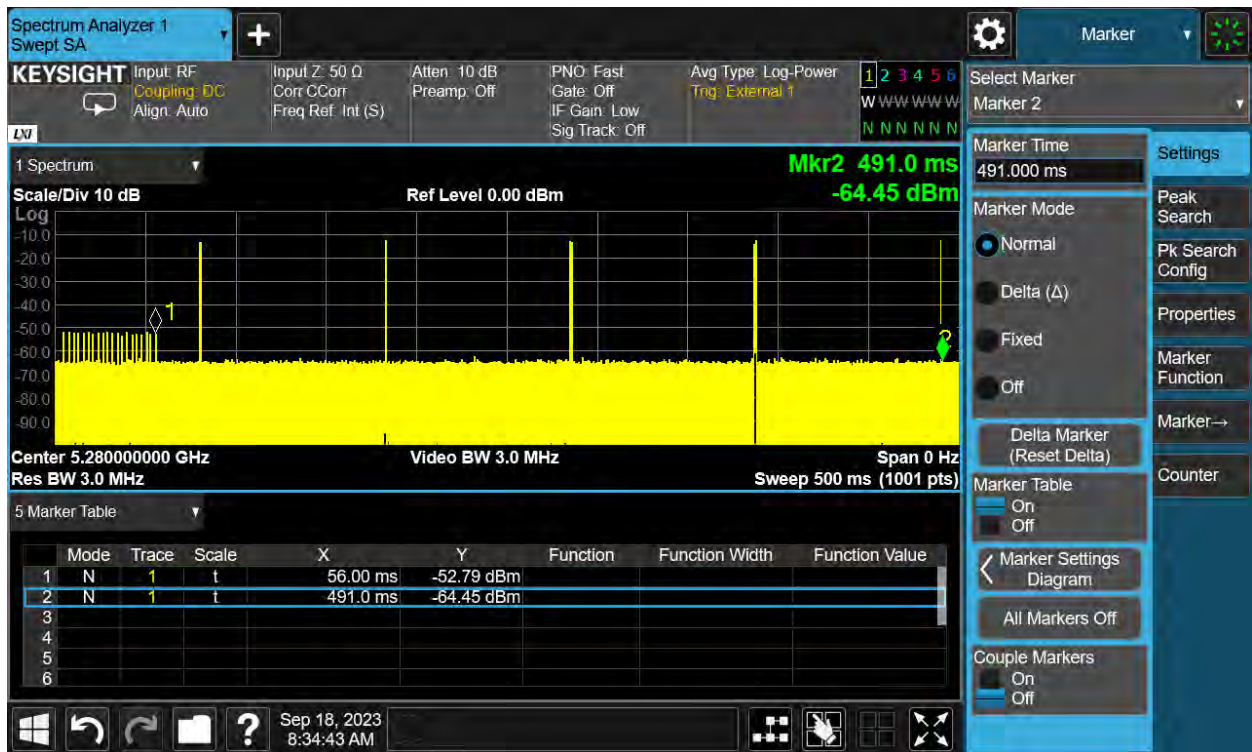 Spectrum Analyzer 1
Swept SA
+
Marker
KEYSIGHT
Input: RF
Coupling: DC
Align: Auto
Input Z: 50 Ω
Corr CCorr
Freq Ref: Int (S)
Atten: 10 dB
Preamp: Off
PNO: Fast
Gate: Off
IF Gain: Low
Sig Track: Off
Avg Type: Log-Power
Trig: External 1
1 2 3 4 5 6
W W W W W W
N N N N N N
LXI
Select Marker
Marker 2
1 Spectrum
Mkr2 491.0 ms
-64.45 dBm
Scale/Div 10 dB
Ref Level 0.00 dBm
Log
-10.0
-20.0
-30.0
-40.0
-50.0
-60.0
-70.0
-80.0
-90.0
1
2
Center 5.280000000 GHz
Video BW 3.0 MHz
Span 0 Hz
Res BW 3.0 MHz
Sweep 500 ms (1001 pts)
5 Marker Table
Mode Trace Scale X Y Function Function Width Function Value
1 N 1 t 56.00 ms -52.79 dBm
2 N 1 t 491.0 ms -64.45 dBm
3
4
5
6
Marker Time
491.000 ms
Marker Mode
Normal
Delta (Δ)
Fixed
Off
Delta Marker
(Reset Delta)
Marker Table
On
Off
Marker Settings
Diagram
All Markers Off
Couple Markers
On
Off
Settings
Peak
Search
Pk Search
Config
Properties
Marker
Function
Marker→
Counter
?
Sep 18, 2023
8:34:43 AM